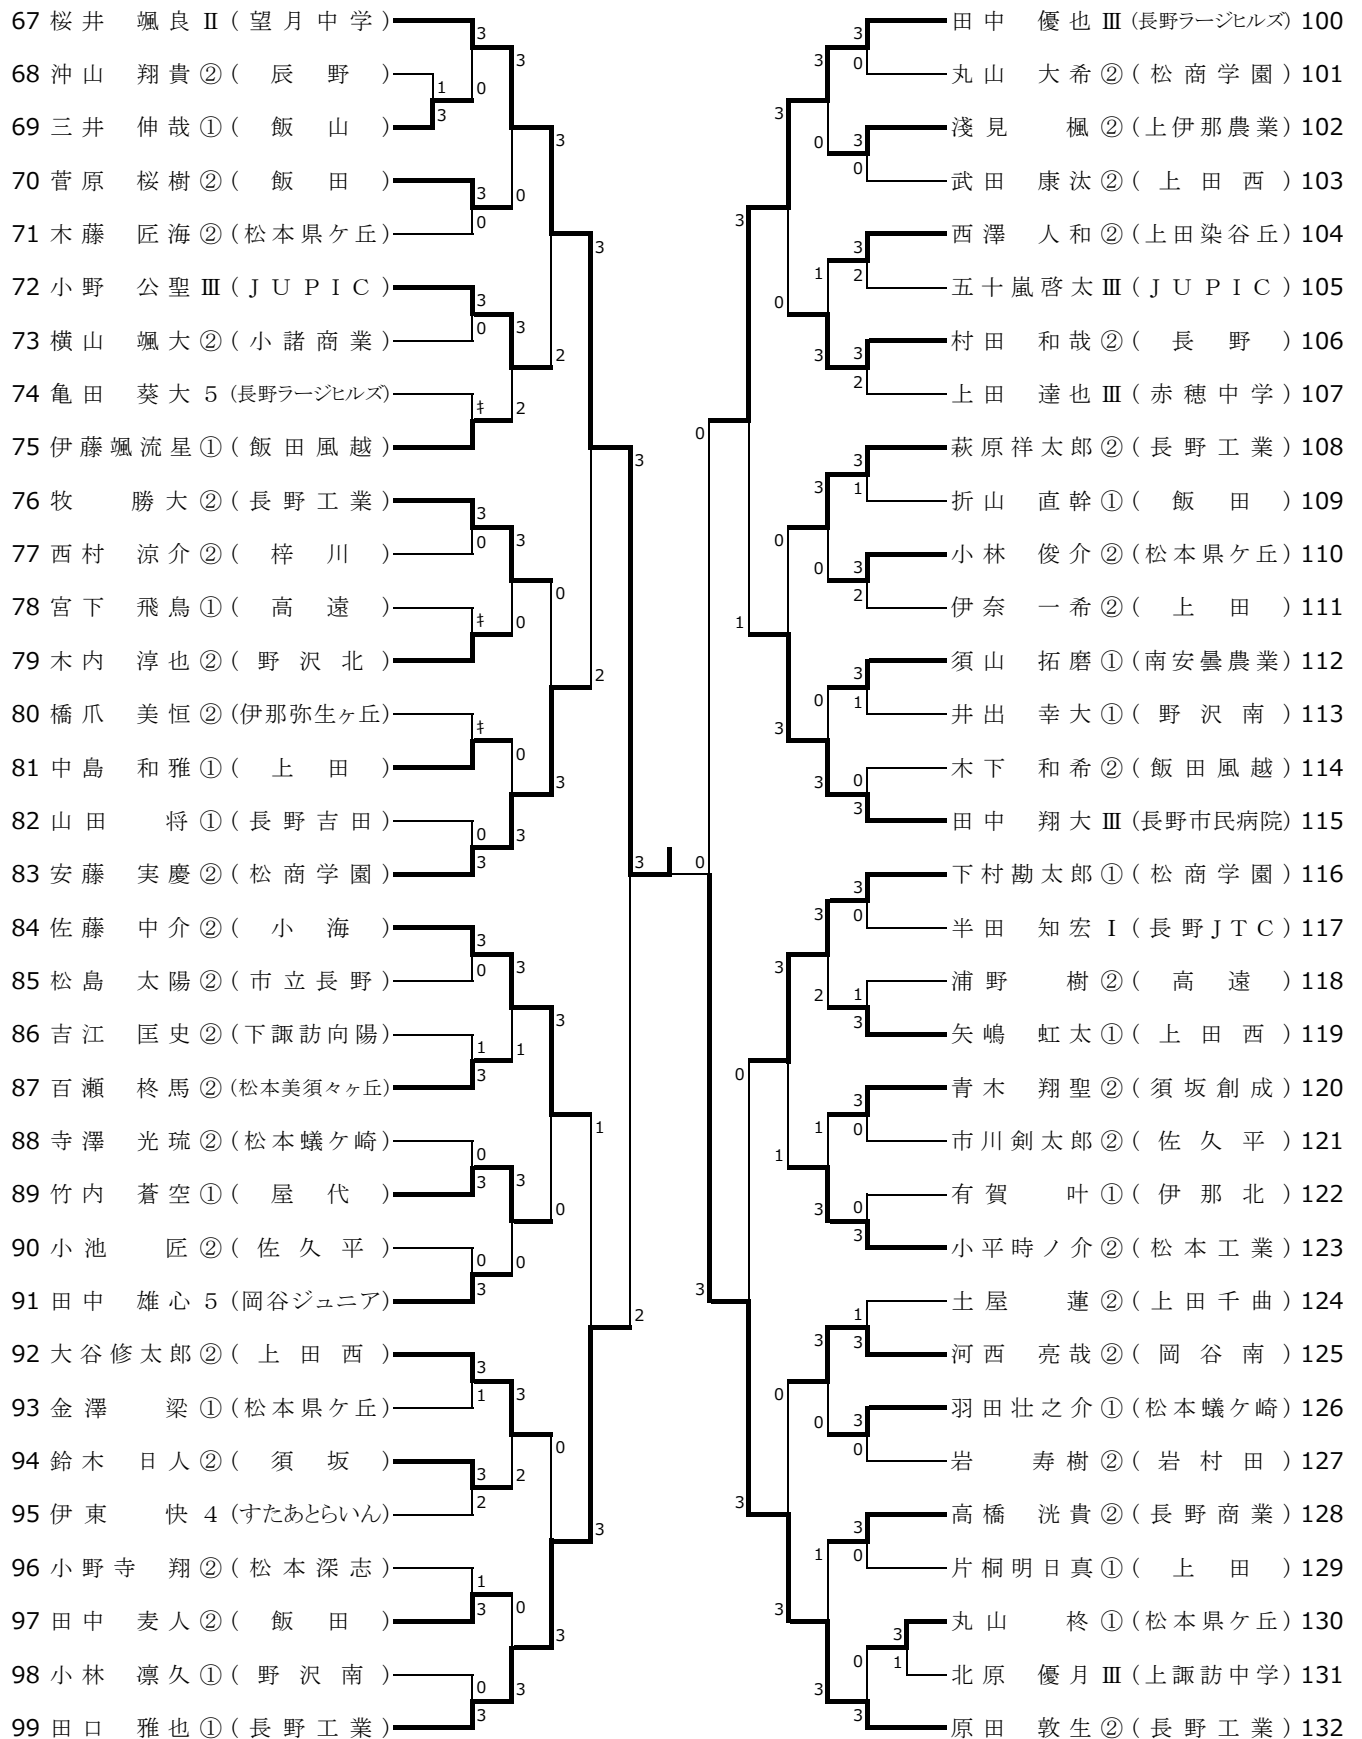 67 桜井 颯良 Ⅱ (望月中学)
68 沖山 翔貴 ② (辰野)
69 三井 伸哉 ① (飯山)
70 菅原 桜樹 ② (飯田)
71 木藤 匠海 ② (松本県ケ丘)
72 小野 公聖 Ⅲ (ＪＵＰＩＣ)
73 横山 颯大 ② (小諸商業)
74 亀田 葵大 5 (長野ラージヒルズ)
75 伊藤颯流星 ① (飯田風越)
76 牧 勝大 ② (長野工業)
77 西村 涼介 ② (梓川)
78 宮下 飛鳥 ① (高遠)
79 木内 淳也 ② (野沢北)
80 橋爪 美恒 ② (伊那弥生ヶ丘)
81 中島 和雅 ① (上田)
82 山田 将 ① (長野吉田)
83 安藤 実慶 ② (松商学園)
84 佐藤 中介 ② (小海)
85 松島 太陽 ② (市立長野)
86 吉江 匡史 ② (下諏訪向陽)
87 百瀬 柊馬 ② (松本美須々ヶ丘)
88 寺澤 光琉 ② (松本蟻ケ崎)
89 竹内 蒼空 ① (屋代)
90 小池 匠 ② (佐久平)
91 田中 雄心 5 (岡谷ジュニア)
92 大谷修太郎 ② (上田西)
93 金澤 梁 ① (松本県ケ丘)
94 鈴木 日人 ② (須坂)
95 伊東 快 4 (すたあとらいん)
96 小野寺 翔 ② (松本深志)
97 田中 麦人 ② (飯田)
98 小林 凛久 ① (野沢南)
99 田口 雅也 ① (長野工業)
田中 優也 Ⅲ (長野ラージヒルズ) 100
丸山 大希 ② (松商学園) 101
淺見 楓 ② (上伊那農業) 102
武田 康汰 ② (上田西) 103
西澤 人和 ② (上田染谷丘) 104
五十嵐啓太 Ⅲ (ＪＵＰＩＣ) 105
村田 和哉 ② (長野) 106
上田 達也 Ⅲ (赤穂中学) 107
萩原祥太郎 ② (長野工業) 108
折山 直幹 ① (飯田) 109
小林 俊介 ② (松本県ケ丘) 110
伊奈 一希 ② (上田) 111
須山 拓磨 ① (南安曇農業) 112
井出 幸大 ① (野沢南) 113
木下 和希 ② (飯田風越) 114
田中 翔大 Ⅲ (長野市民病院) 115
下村勘太郎 ① (松商学園) 116
半田 知宏 Ⅰ (長野ＪＴＣ) 117
浦野 樹 ② (高遠) 118
矢嶋 虹太 ① (上田西) 119
青木 翔聖 ② (須坂創成) 120
市川剣太郎 ② (佐久平) 121
有賀 叶 ① (伊那北) 122
小平時ノ介 ② (松本工業) 123
土屋 蓮 ② (上田千曲) 124
河西 亮哉 ② (岡谷南) 125
羽田壮之介 ① (松本蟻ケ崎) 126
岩 寿樹 ② (岩村田) 127
高橋 洸貴 ② (長野商業) 128
片桐明日真 ① (上田) 129
丸山 柊 ① (松本県ケ丘) 130
北原 優月 Ⅲ (上諏訪中学) 131
原田 敦生 ② (長野工業) 132